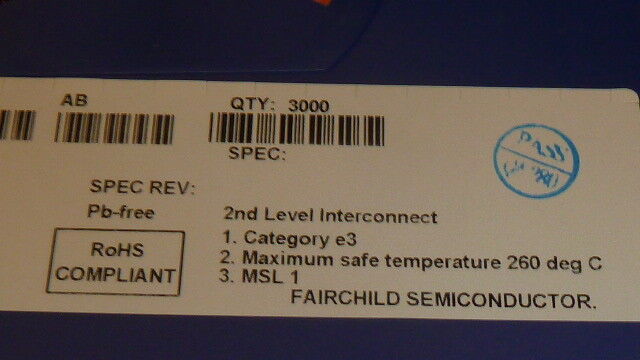 AB
QTY: 3000
SPEC:
PASS
SPEC REV:
Pb-free
2nd Level Interconnect
RoHS
COMPLIANT
1. Category e3
2. Maximum safe temperature 260 deg C
3. MSL 1
FAIRCHILD SEMICONDUCTOR.